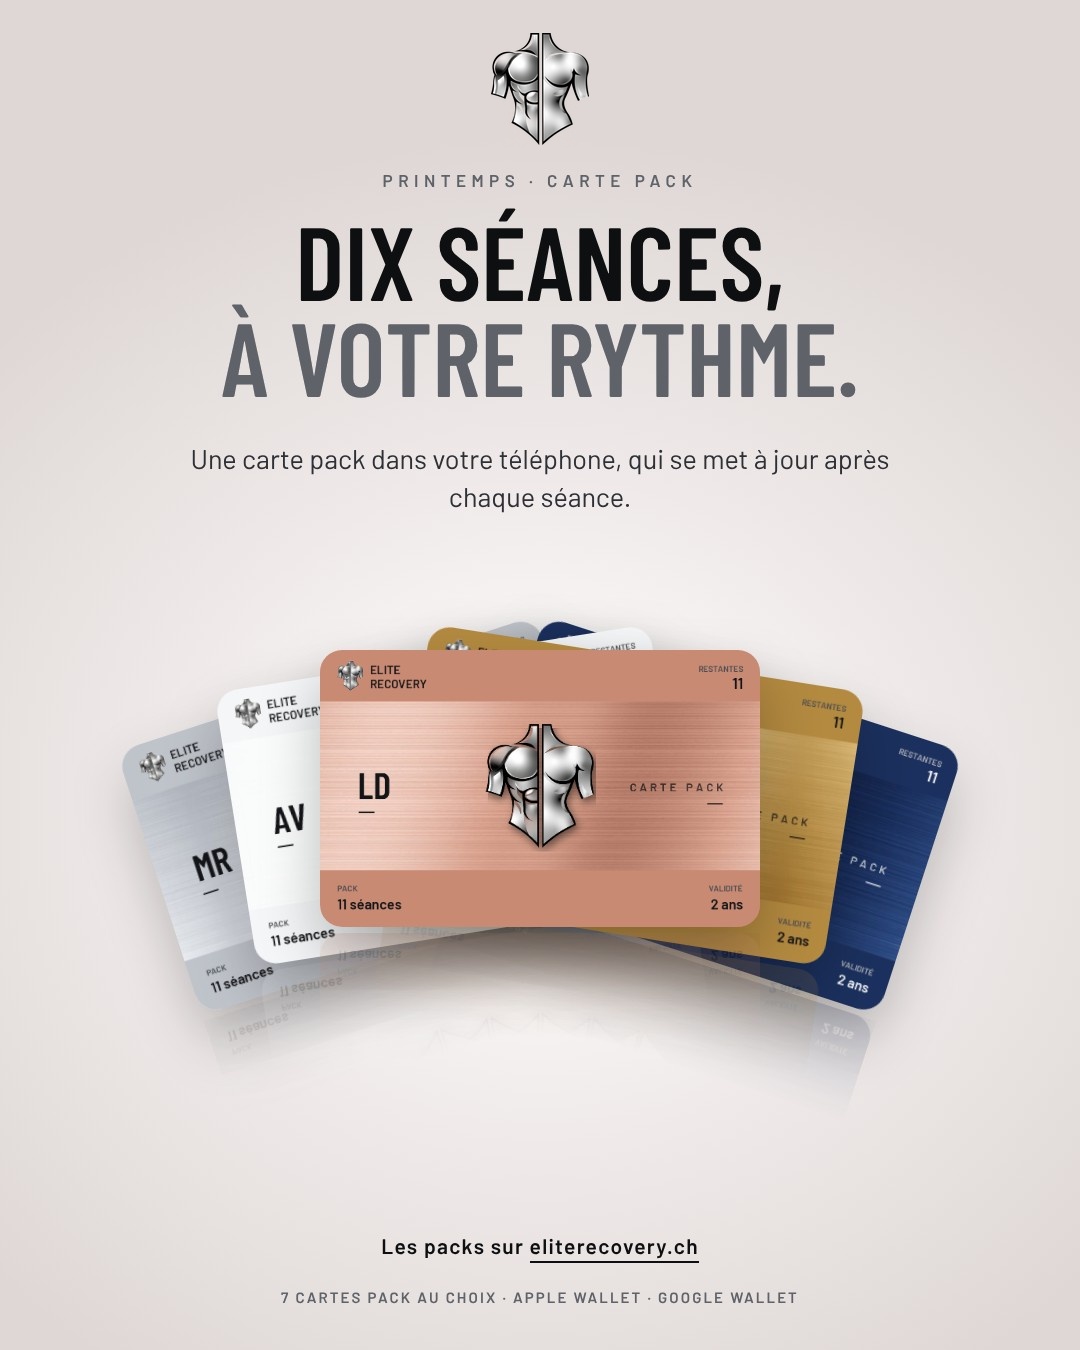 PRINTEMPS · CARTE PACK
DIX SÉANCES,
À VOTRE RYTHME.
Une carte pack dans votre téléphone, qui se met à jour après
chaque séance.
ELITE
RECOVERY
RESTANTES
11
LD
CARTE PACK
PACK
11 séances
VALIDITÉ
2 ans
ELITE
RECOVERY
AV
PACK
11 séances
ELITE
RECOVERY
MR
PACK
11 séances
RESTANTES
RESTANTES
11
PACK
VALIDITÉ
2 ans
RESTANTES
11
PACK
VALIDITÉ
2 ans
Les packs sur eliterecovery.ch
7 CARTES PACK AU CHOIX · APPLE WALLET · GOOGLE WALLET